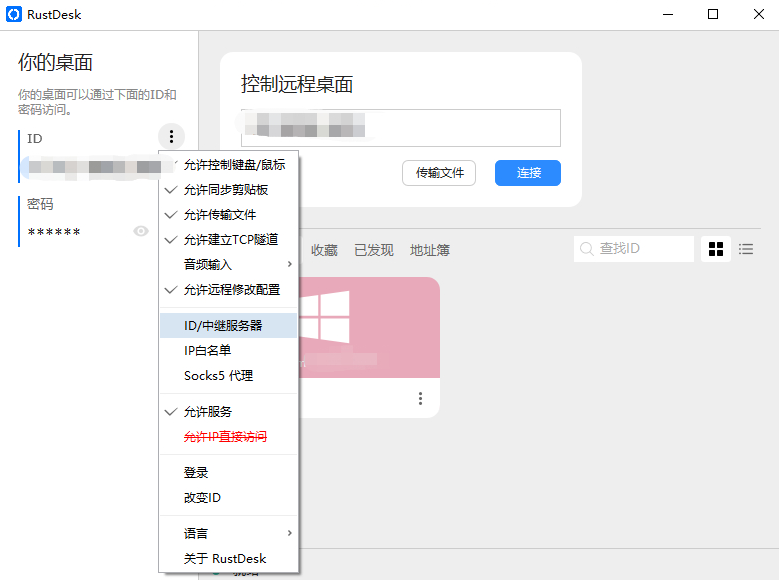 RustDesk
你的桌面
你的桌面可以通过下面的ID和
密码访问。
ID
密码
******
控制远程桌面
传输文件
连接
收藏
已发现
地址簿
查找ID
允许控制键盘/鼠标
允许同步剪贴板
允许传输文件
允许建立TCP隧道
音频输入
允许远程修改配置
ID/中继服务器
IP白名单
Socks5 代理
允许服务
允许IP直接访问
登录
改变ID
语言
关于 RustDesk